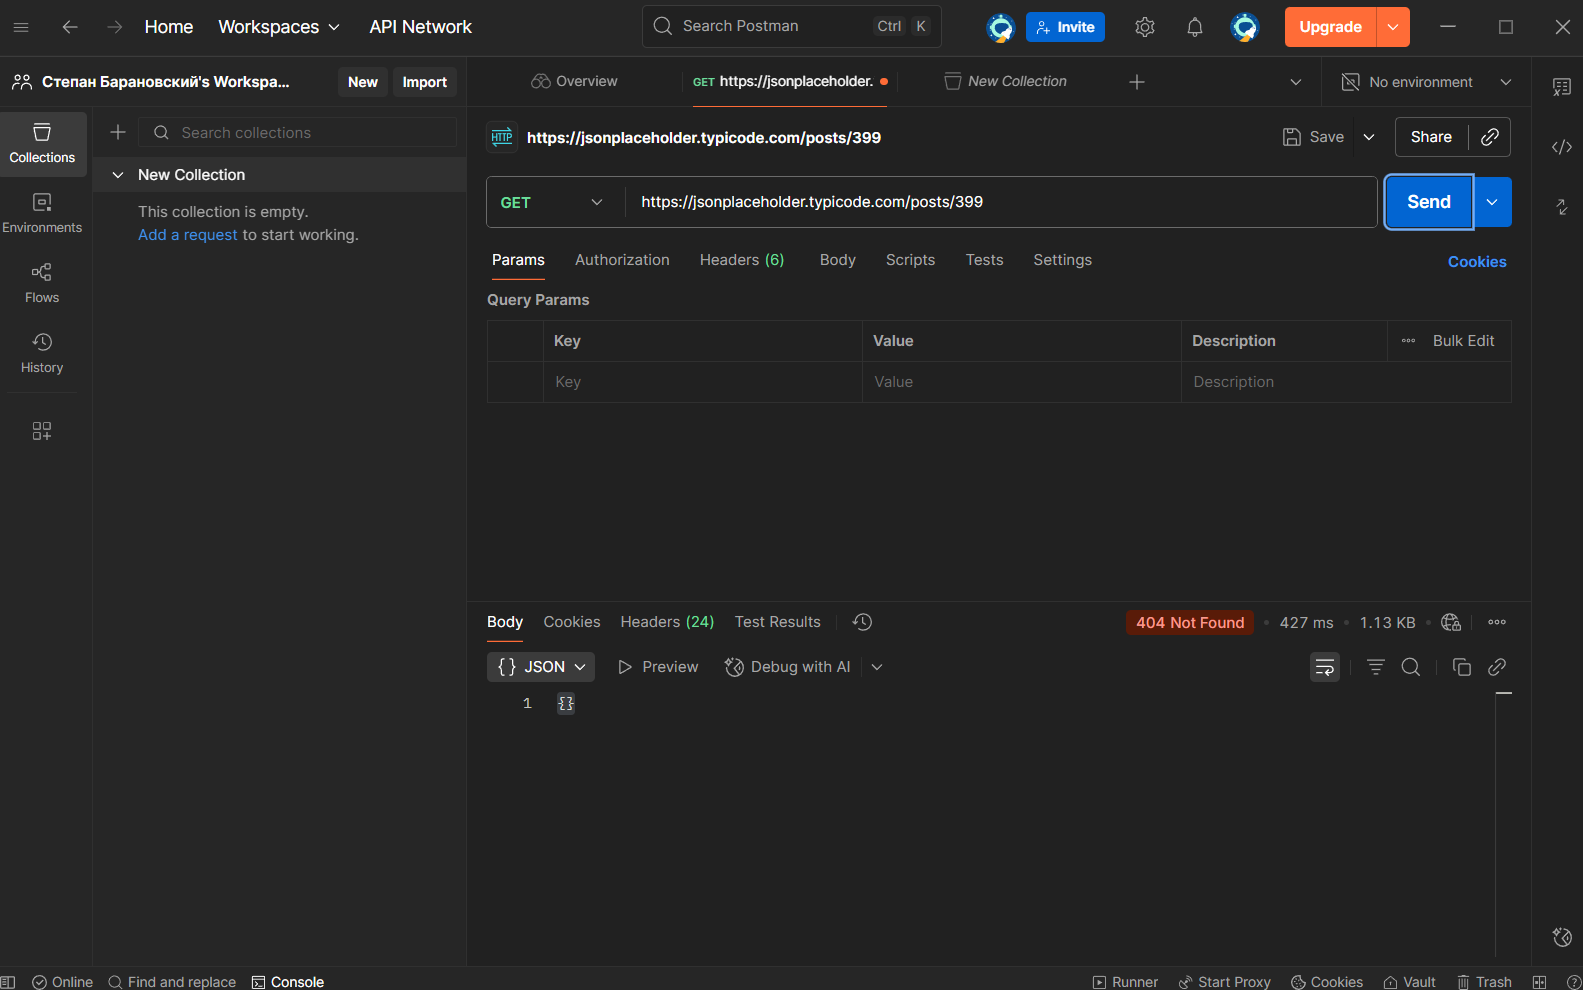 Home Workspaces API Network Search Postman Ctrl K Invite Upgrade
Степан Барановский's Workspa... New Import
Overview GET https://jsonplaceholder. New Collection No environment
Collections
Environments
Flows
History
Search collections
New Collection
This collection is empty.
Add a request to start working.
HTTP https://jsonplaceholder.typicode.com/posts/399 Save Share
GET https://jsonplaceholder.typicode.com/posts/399 Send
Params Authorization Headers (6) Body Scripts Tests Settings Cookies
Query Params
Key Value Description Bulk Edit
Key Value Description
Body Cookies Headers (24) Test Results 404 Not Found • 427 ms • 1.13 KB •
{} JSON Preview Debug with AI
1 {}
Online Find and replace Console Runner Start Proxy Cookies Vault Trash